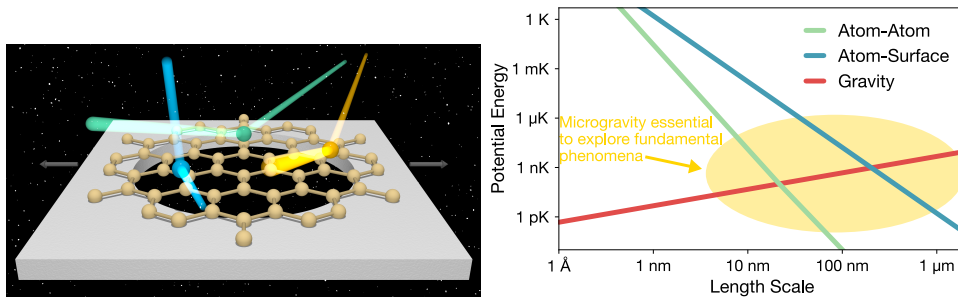 1 K
1 mK
1 µK
1 nK
1 pK
Potential Energy
Atom-Atom
Atom-Surface
Gravity
Microgravity essential
to explore fundamental
phenomena
1 Å
1 nm
10 nm
100 nm
1 µm
Length Scale